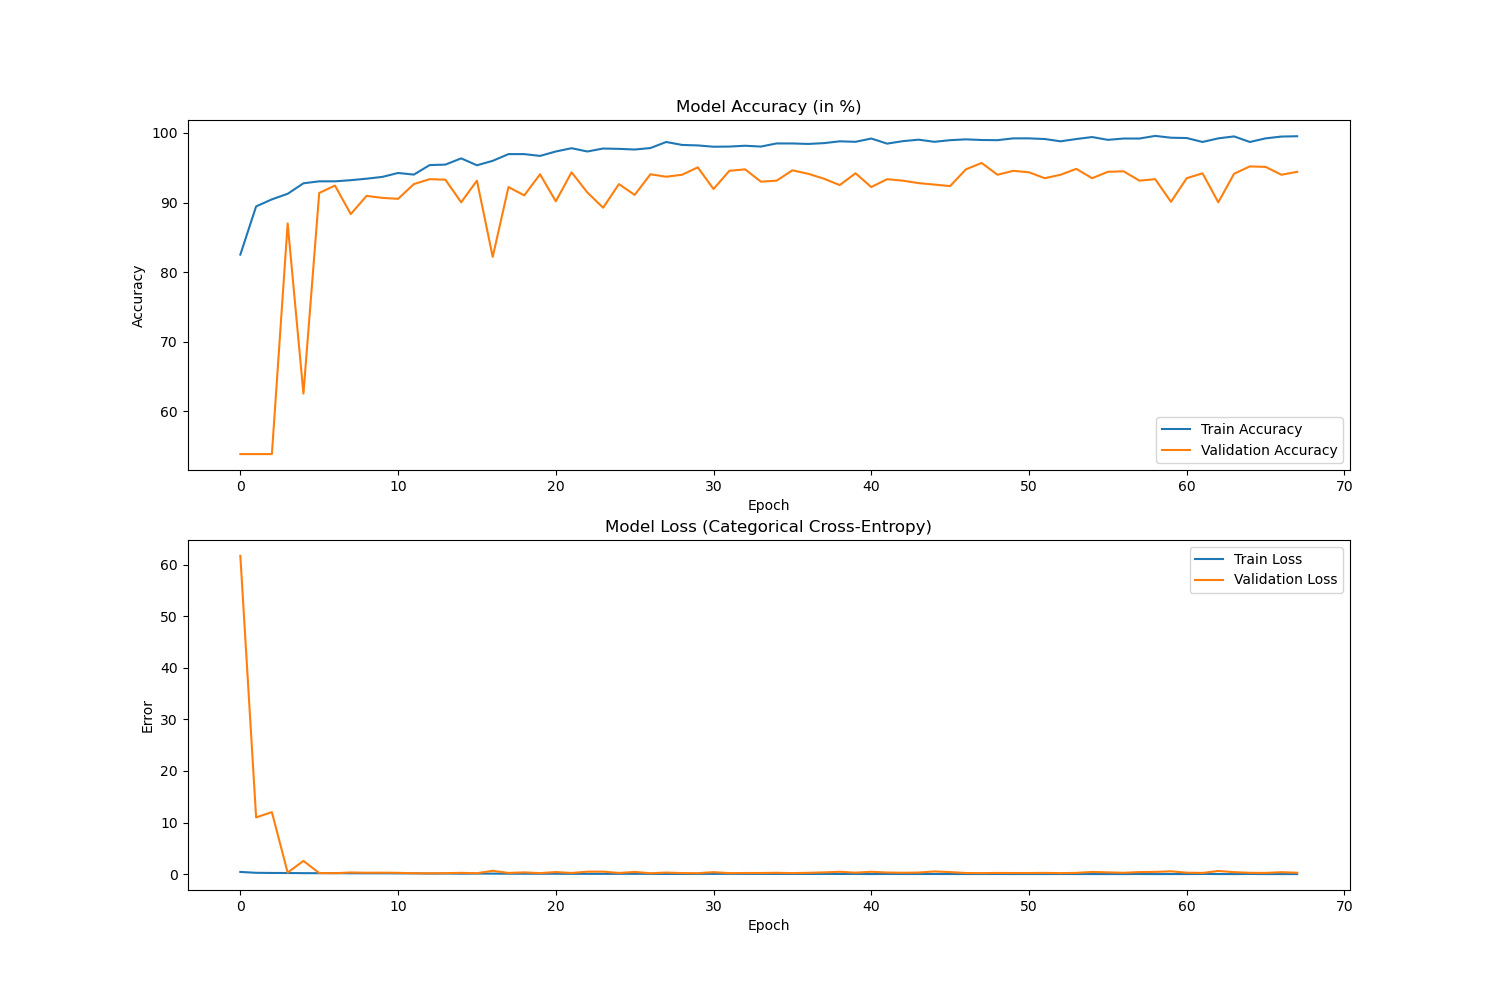 Model Accuracy (in %)
100
90
80
70
60
Accuracy
Train Accuracy
Validation Accuracy
0 10 20 30 40 50 60 70
Epoch
Model Loss (Categorical Cross-Entropy)
Train Loss
Validation Loss
60
50
40
30
20
10
0
Error
0 10 20 30 40 50 60 70
Epoch